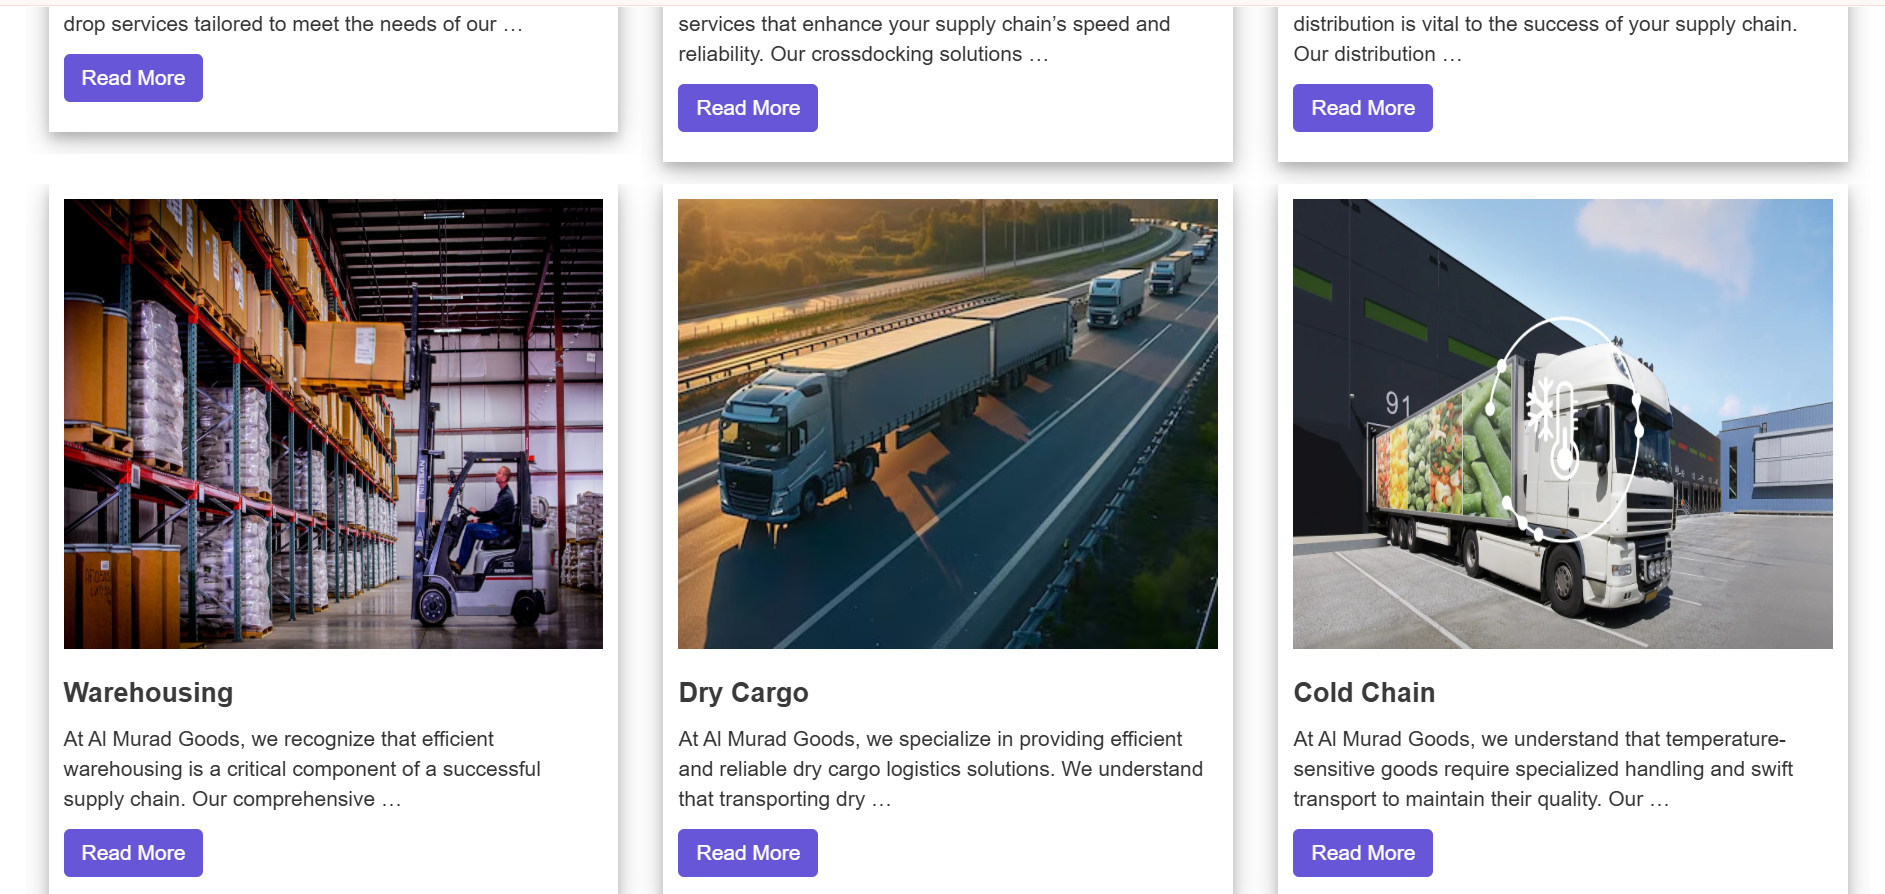 drop services tailored to meet the needs of our …
Read More
services that enhance your supply chain’s speed and
reliability. Our crossdocking solutions …
Read More
distribution is vital to the success of your supply chain.
Our distribution …
Read More
Warehousing
At Al Murad Goods, we recognize that efficient
warehousing is a critical component of a successful
supply chain. Our comprehensive …
Read More
Dry Cargo
At Al Murad Goods, we specialize in providing efficient
and reliable dry cargo logistics solutions. We understand
that transporting dry …
Read More
91
Cold Chain
At Al Murad Goods, we understand that temperature-
sensitive goods require specialized handling and swift
transport to maintain their quality. Our …
Read More